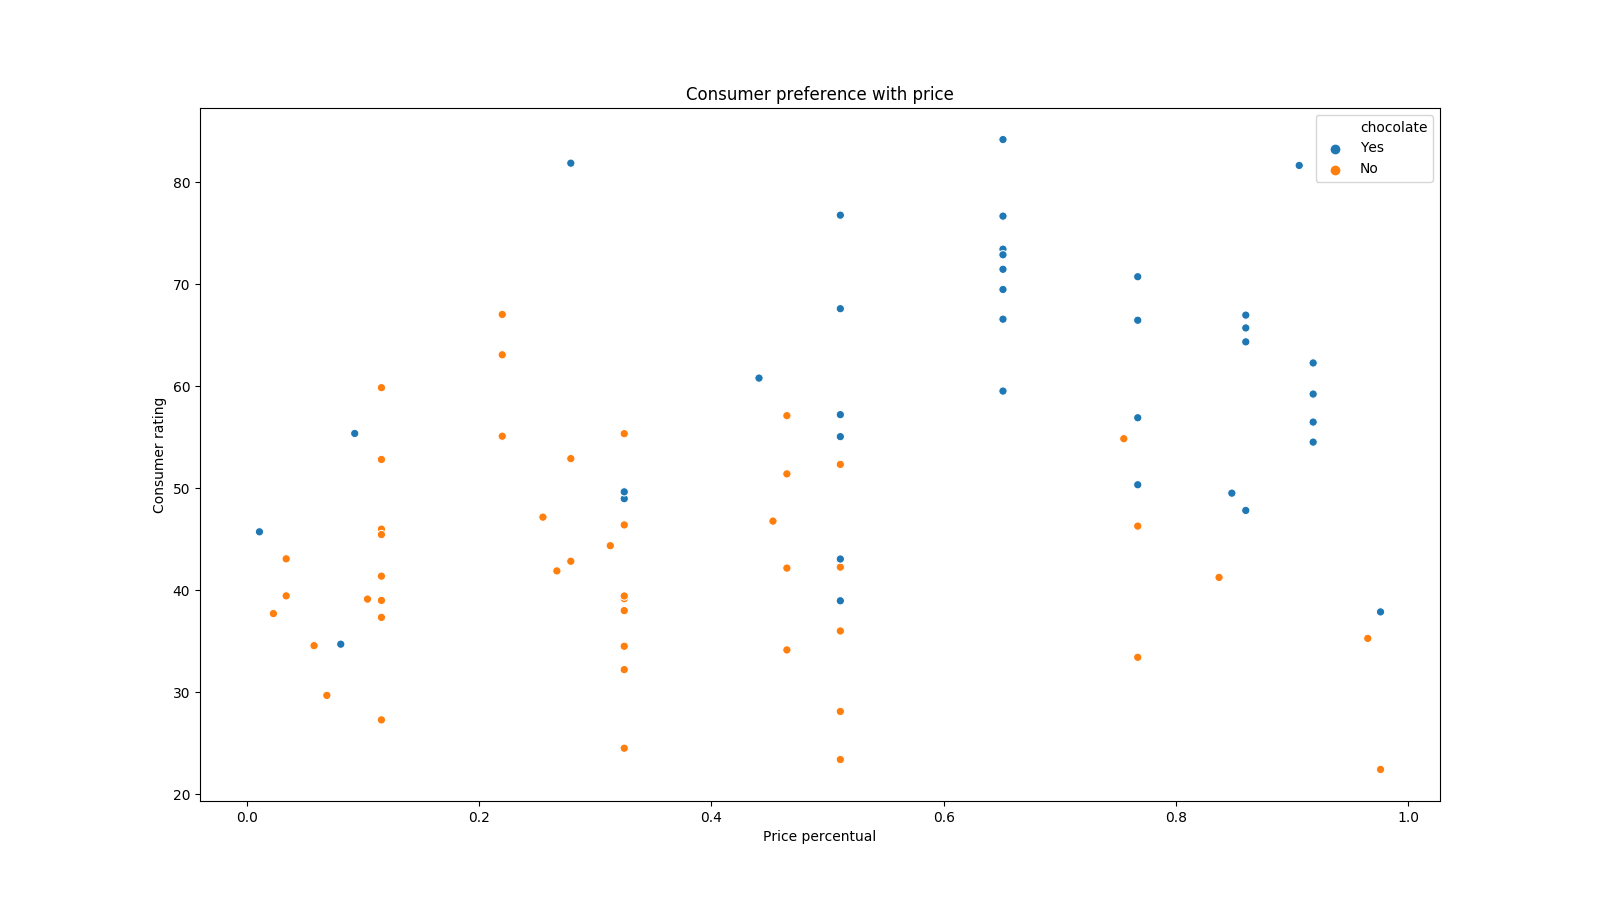 Consumer preference with price
chocolate
Yes
No
80
70
60
50
40
30
20
Consumer rating
0.0 0.2 0.4 0.6 0.8 1.0
Price percentual